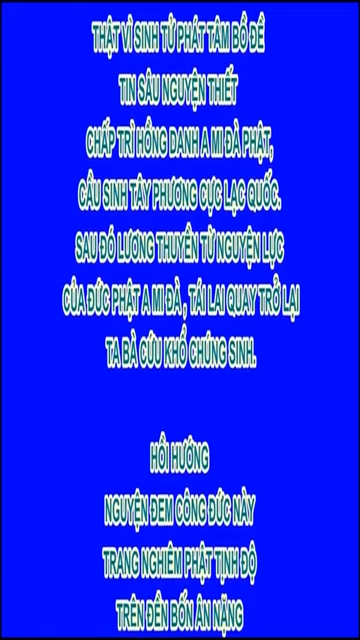 THẬT VÌ SINH TỬ PHÁT TÂM BỒ ĐỀ
TIN SÂU NGUYỆN THIẾT
CHẤP TRÌ HỒNG DANH A MI ĐÀ PHẬT,
CẦU SINH TÂY PHƯƠNG CỰC LẠC QUỐC.
SAU ĐÓ LƯƠNG THUYỀN TỪ NGUYỆN LỰC
CỦA ĐỨC PHẬT A MI ĐÀ , TÁI LAI QUAY TRỞ LẠI
TA BÀ CỨU KHỔ CHÚNG SINH.
HỒI HƯỚNG
NGUYỆN ĐEM CÔNG ĐỨC NÀY
TRANG NGHIÊM PHẬT TỊNH ĐỘ
TRÊN ĐỀN BỐN ÂN NẶNG